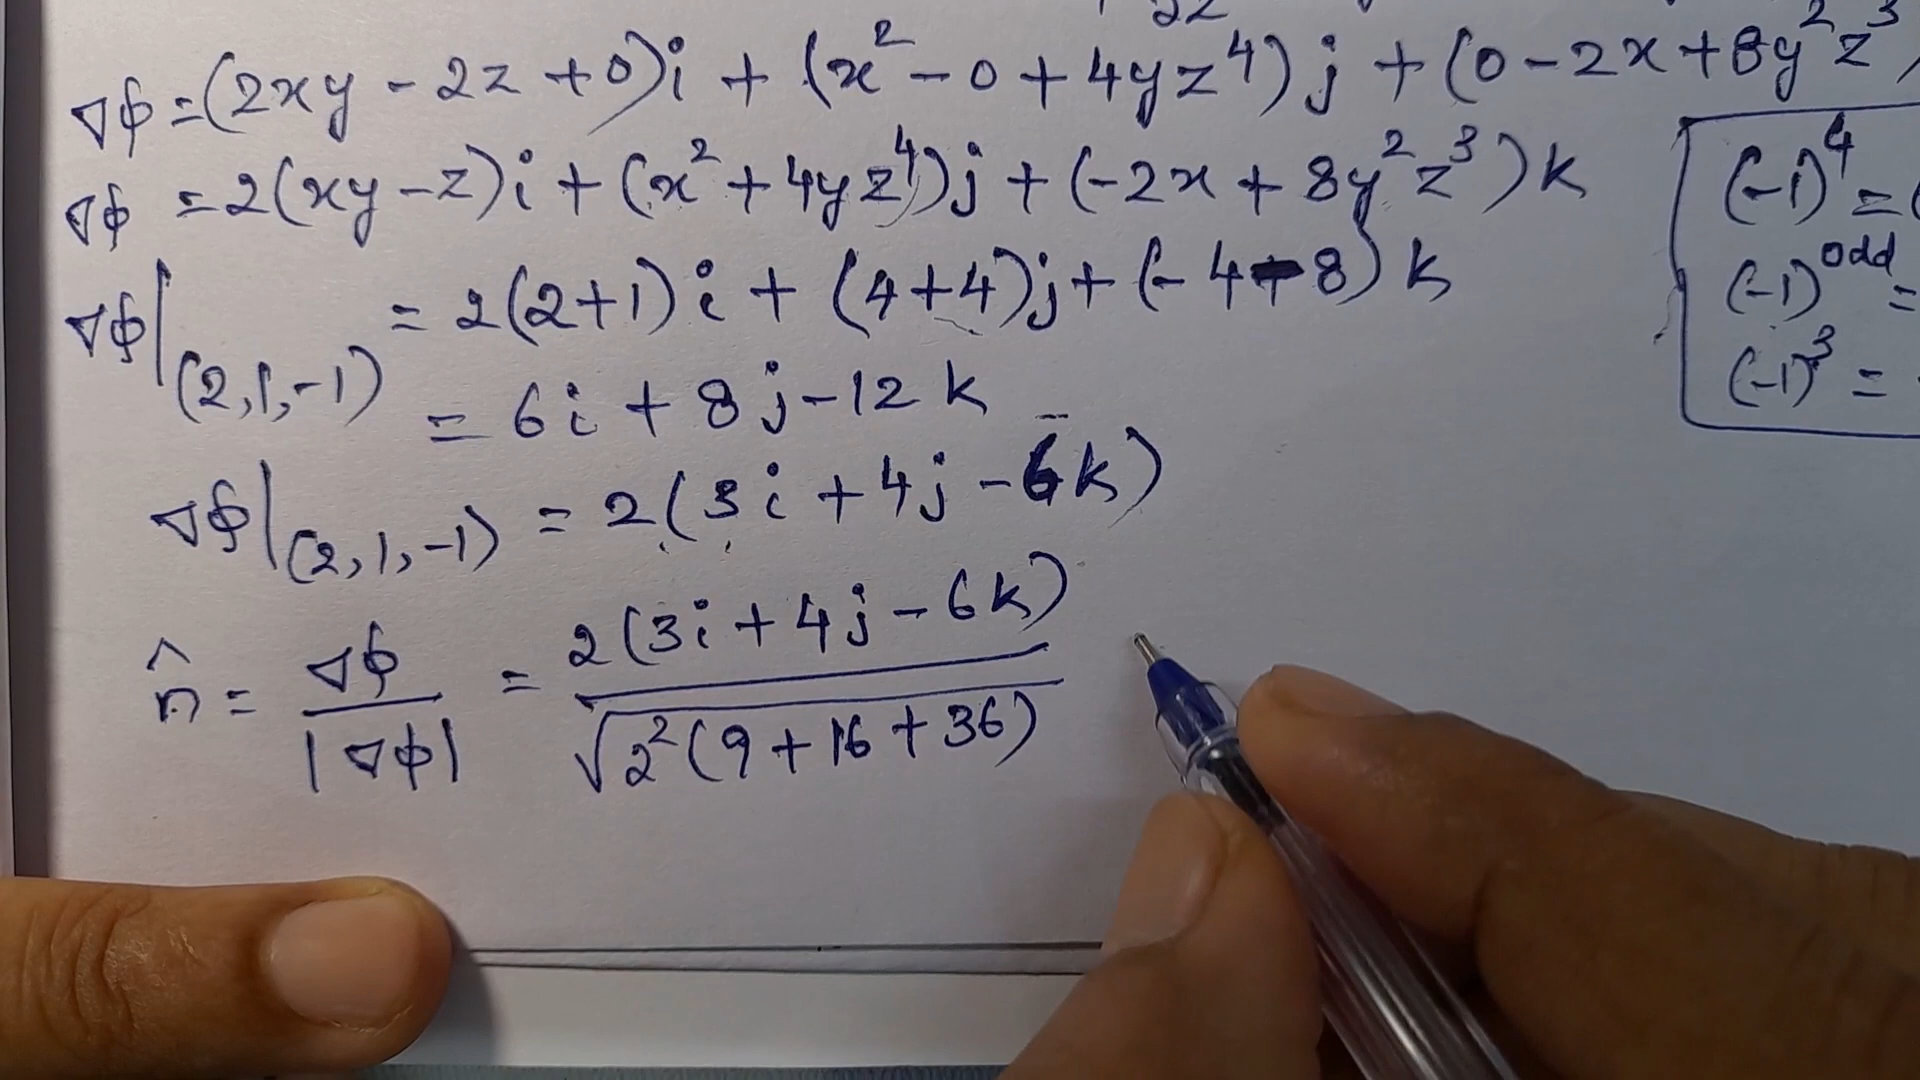 2z
∇ϕ = (2xy - 2z + 0)i + (x² - 0 + 4yz⁴)j + (0 - 2x + 8y²z³)
∇ϕ = 2(xy - z)i + (x² + 4yz⁴)j + (-2x + 8y²z³)k
∇ϕ|(2,1,-1) = 2(2+1)i + (4+4)j + (-4-8)k
= 6i + 8j - 12k
∇ϕ|(2,1,-1) = 2(3i + 4j - 6k)
n̂ = ∇ϕ/|∇ϕ| = 2(3i + 4j - 6k)/√2²(9 + 16 + 36)
(-1)⁴ = (
(-1)ᵒᵈᵈ =
(-1)³ =